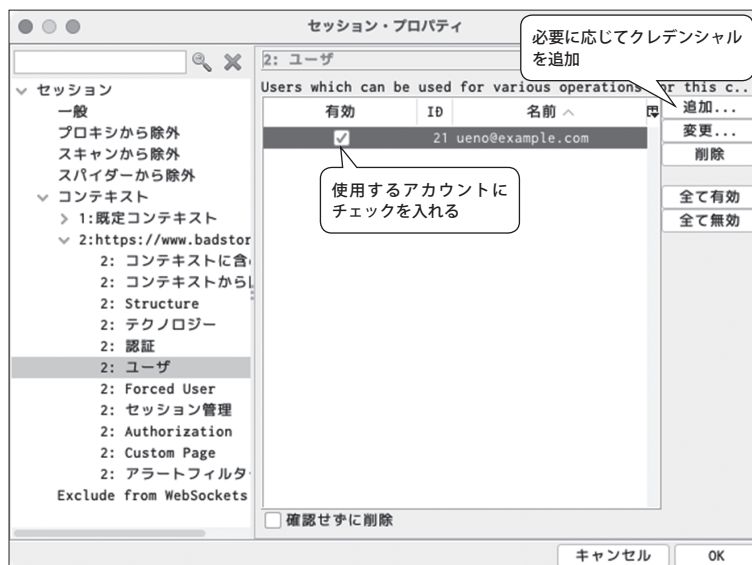 セッション・プロパティ
必要に応じてクレデンシャル
を追加
セッション
一般
プロキシから除外
スキャンから除外
スパイダーから除外
コンテキスト
1:既定コンテキスト
2:https://www.badstor
2: コンテキストに含
2: コンテキストから
2: Structure
2: テクノロジー
2: 認証
2: ユーザ
2: Forced User
2: セッション管理
2: Authorization
2: Custom Page
2: アラートフィルタ
Exclude from WebSockets
2: ユーザ
Users which can be used for various operations or this c..
有効 ID 名前
21 ueno@example.com
使用するアカウントに
チェックを入れる
追加...
変更...
削除
全て有効
全て無効
確認せずに削除
キャンセル OK